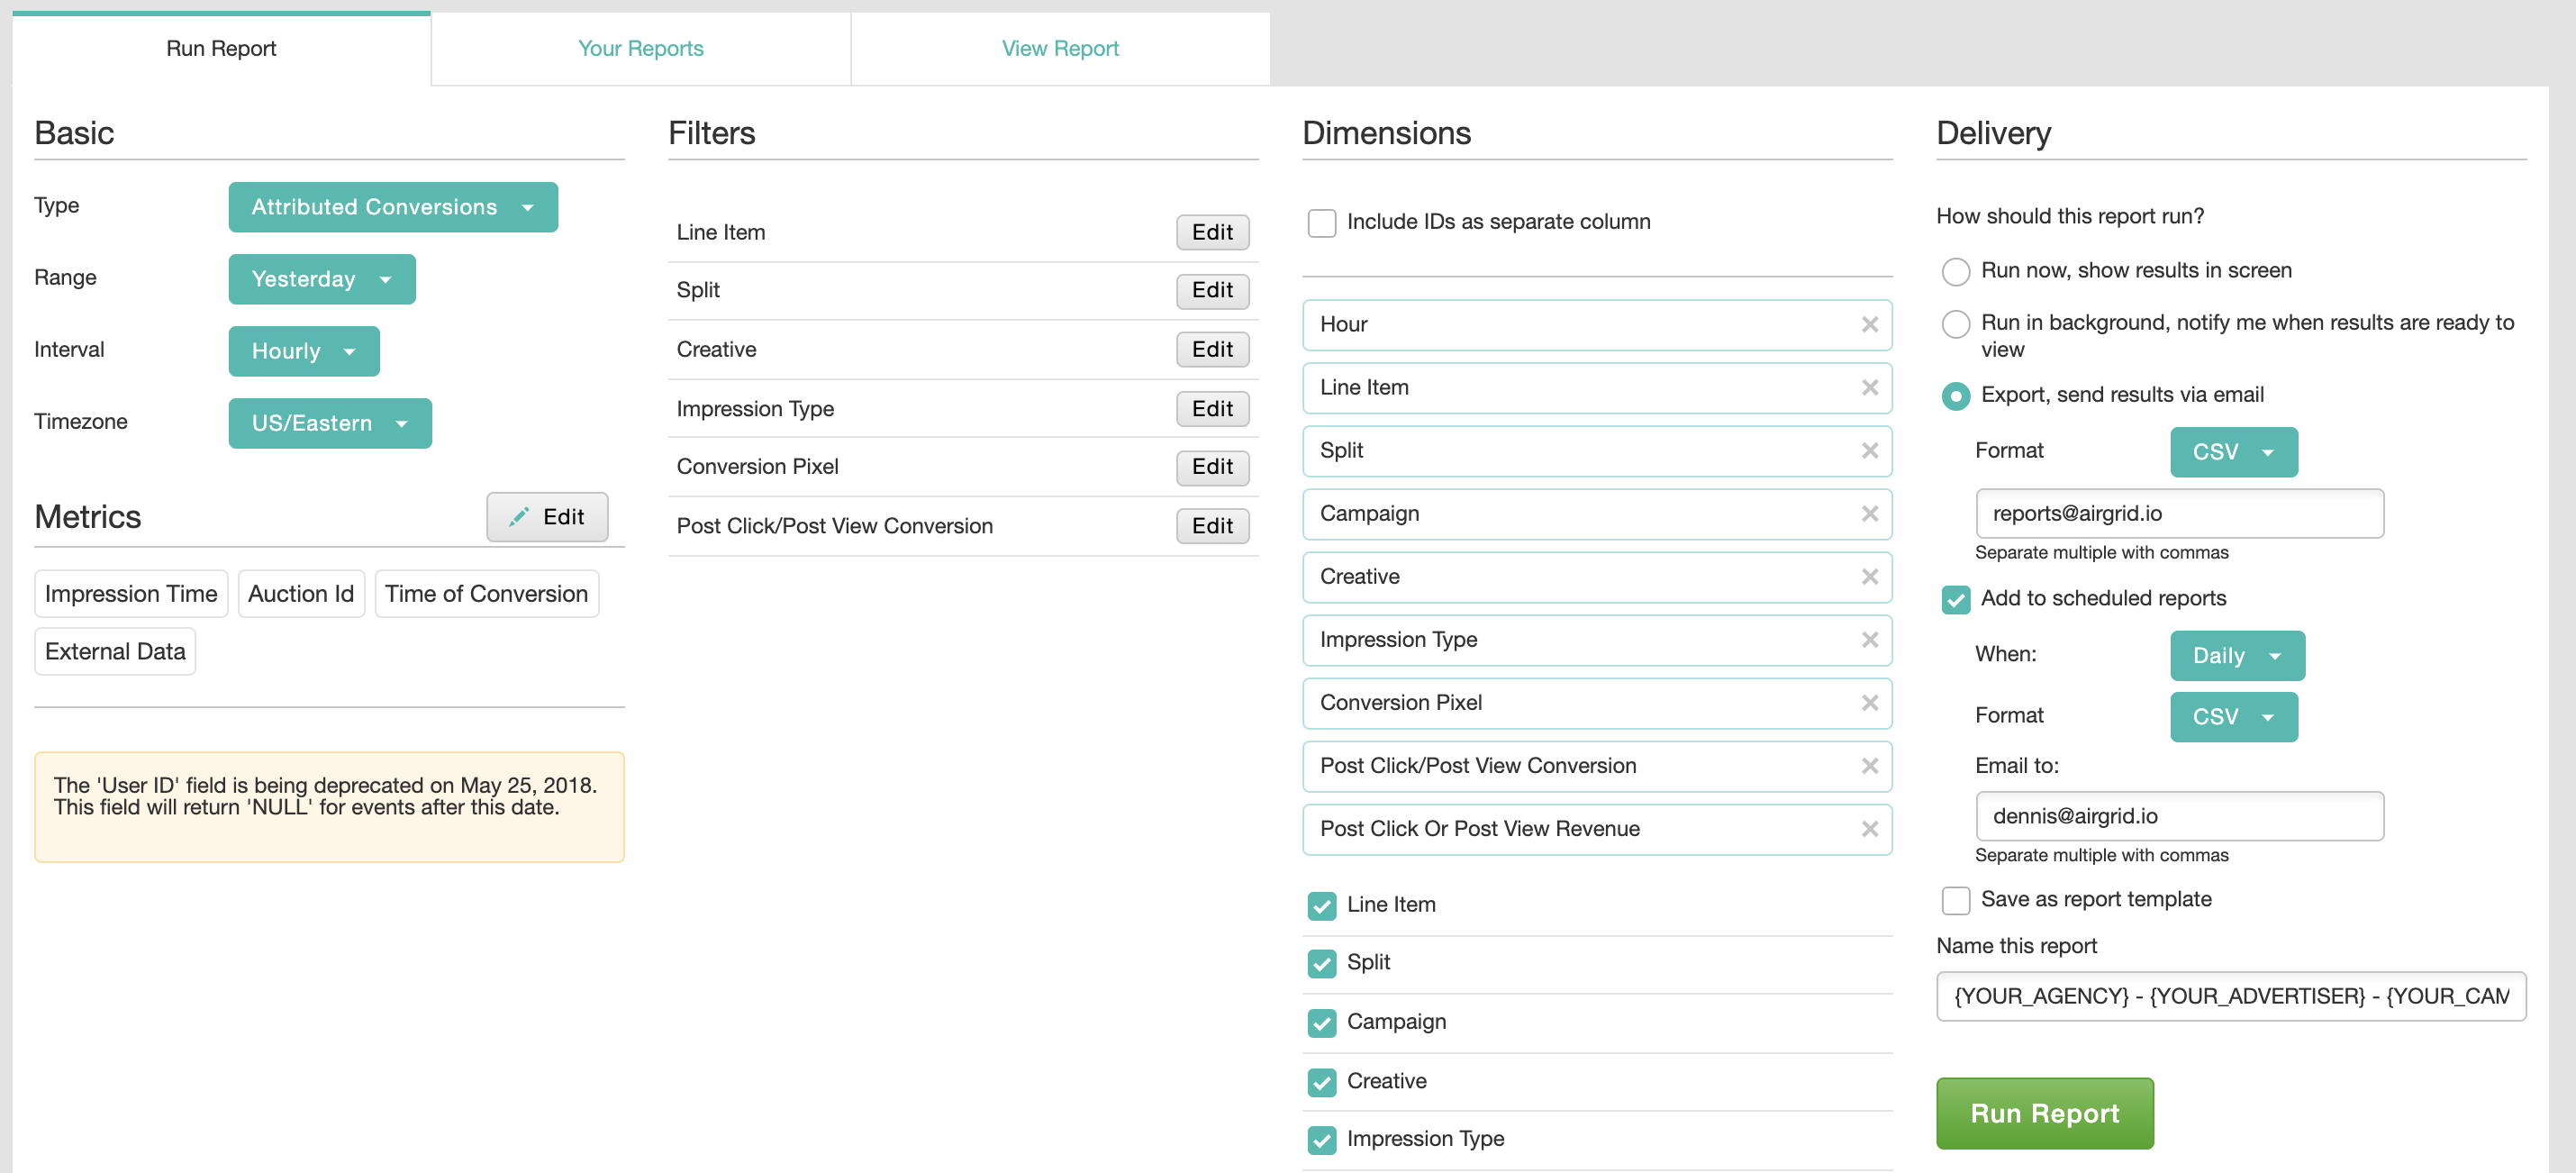 Run Report
Your Reports
View Report
Basic
Type
Attributed Conversions
Range
Yesterday
Interval
Hourly
Timezone
US/Eastern
Metrics
Edit
Impression Time
Auction Id
Time of Conversion
External Data
The 'User ID' field is being deprecated on May 25, 2018.
This field will return 'NULL' for events after this date.
Filters
Line Item
Edit
Split
Edit
Creative
Edit
Impression Type
Edit
Conversion Pixel
Edit
Post Click/Post View Conversion
Edit
Dimensions
Include IDs as separate column
Hour
Line Item
Split
Campaign
Creative
Impression Type
Conversion Pixel
Post Click/Post View Conversion
Post Click Or Post View Revenue
Line Item
Split
Campaign
Creative
Impression Type
Delivery
How should this report run?
Run now, show results in screen
Run in background, notify me when results are ready to
view
Export, send results via email
Format
CSV
reports@airgrid.io
Separate multiple with commas
Add to scheduled reports
When:
Daily
Format
CSV
Email to:
dennis@airgrid.io
Separate multiple with commas
Save as report template
Name this report
{YOUR_AGENCY} - {YOUR_ADVERTISER} - {YOUR_CAM
Run Report